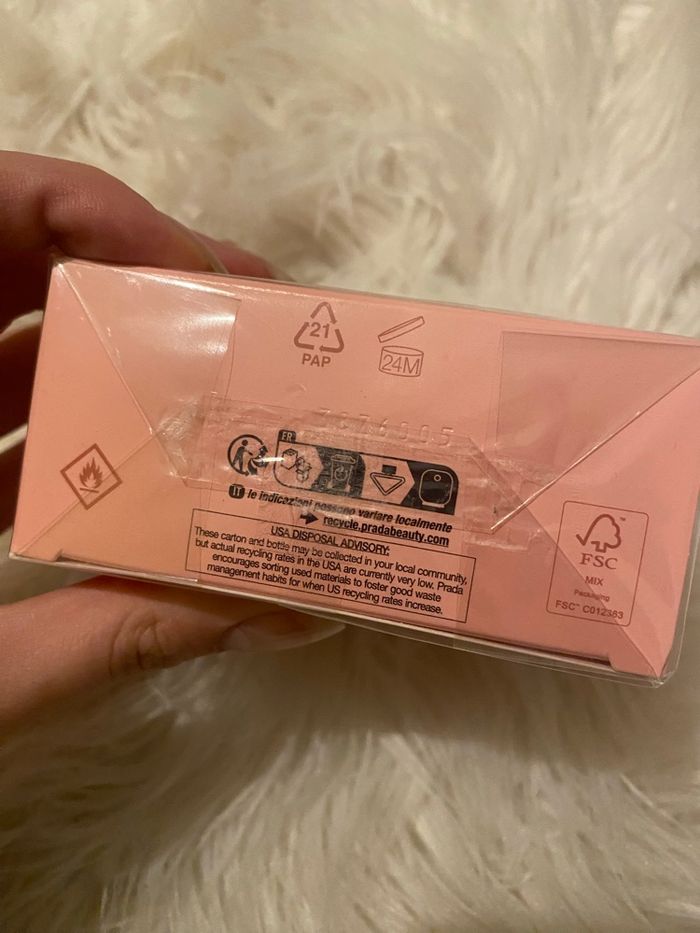 21
PAP
24M
FR
IT le indicazioni possono variare localmente
recycle.pradabeauty.com
USA DISPOSAL ADVISORY:
These carton and bottle may be collected in your local community,
but actual recycling rates in the USA are currently very low. Prada
encourages sorting used materials to foster good waste
management habits for when US recycling rates increase.
FSC
MIX
Packaging
FSC™ C012383